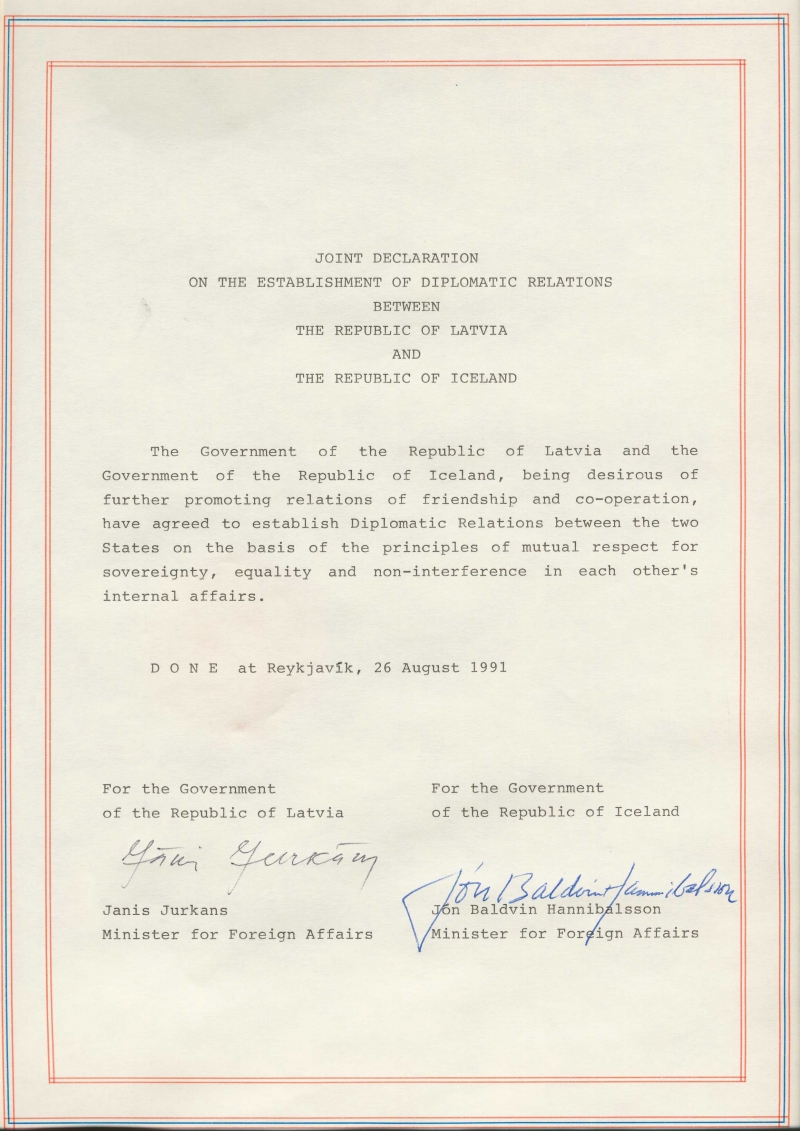 JOINT DECLARATION
ON THE ESTABLISHMENT OF DIPLOMATIC RELATIONS
BETWEEN
THE REPUBLIC OF LATVIA
AND
THE REPUBLIC OF ICELAND
The Government of the Republic of Latvia and the
Government of the Republic of Iceland, being desirous of
further promoting relations of friendship and co-operation,
have agreed to establish Diplomatic Relations between the two
States on the basis of the principles of mutual respect for
sovereignty, equality and non-interference in each other's
internal affairs.
D O N E at Reykjavík, 26 August 1991
For the Government
of the Republic of Latvia
Jāni Jurkāns
Janis Jurkans
Minister for Foreign Affairs
For the Government
of the Republic of Iceland
Jón Baldvin Hannibalsson
Jón Baldvin Hannibalsson
Minister for Foreign Affairs